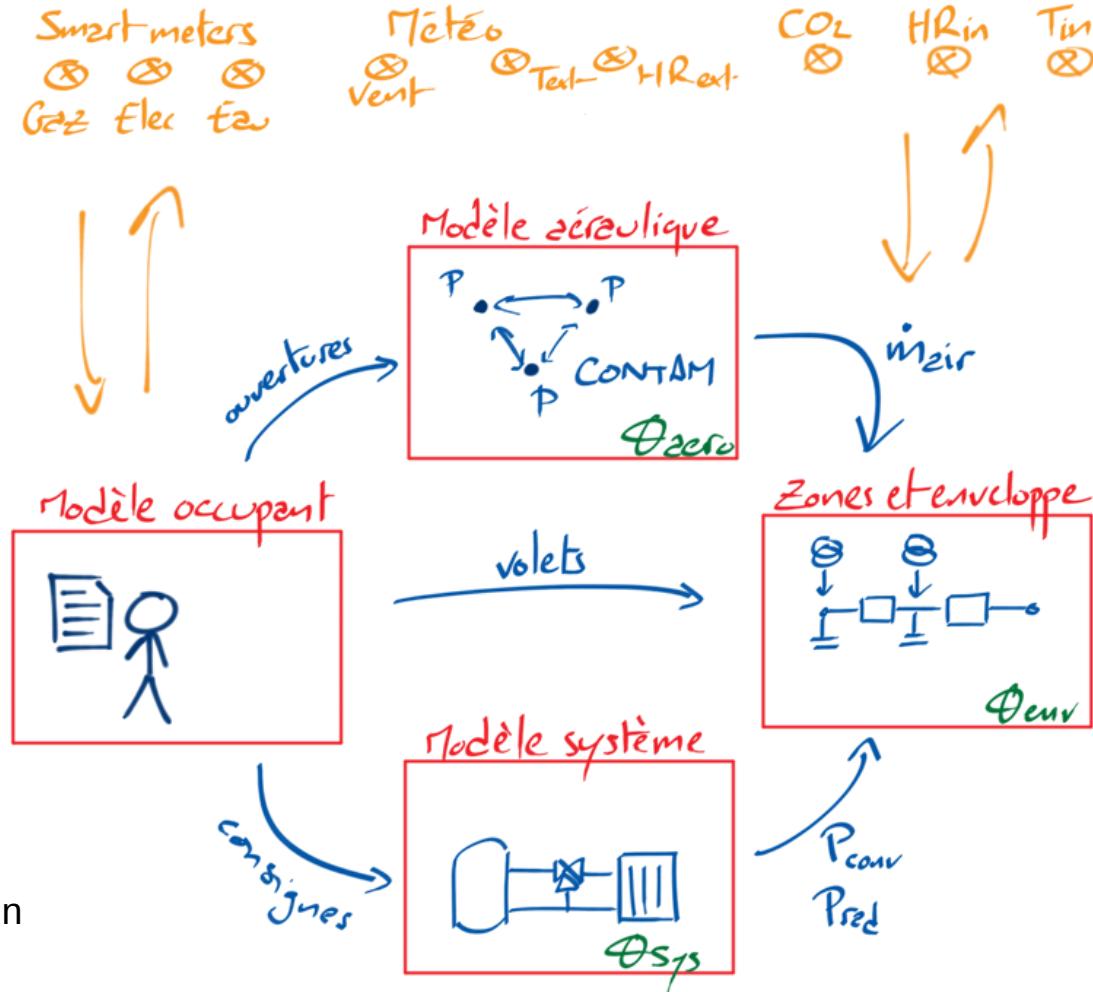 Smart meters
Gaz Elec Eau
Météo
Vent Text HRext
CO2 HRin Tin
Modèle aéraulique
P P
P CONTAM
θaero
ouvertures
ṁair
Modèle occupant
volets
Zones et enveloppe
θenv
Modèle système
θsys
consignes
Pconv
Prad
n